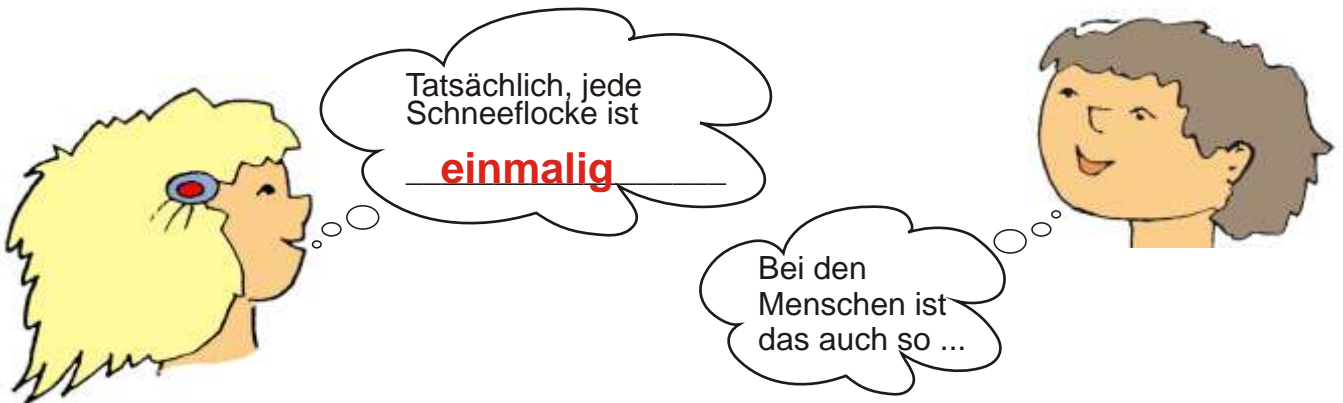 Tatsächlich, jede
Schneeflocke ist
einmalig
Bei den
Menschen ist
das auch so ...